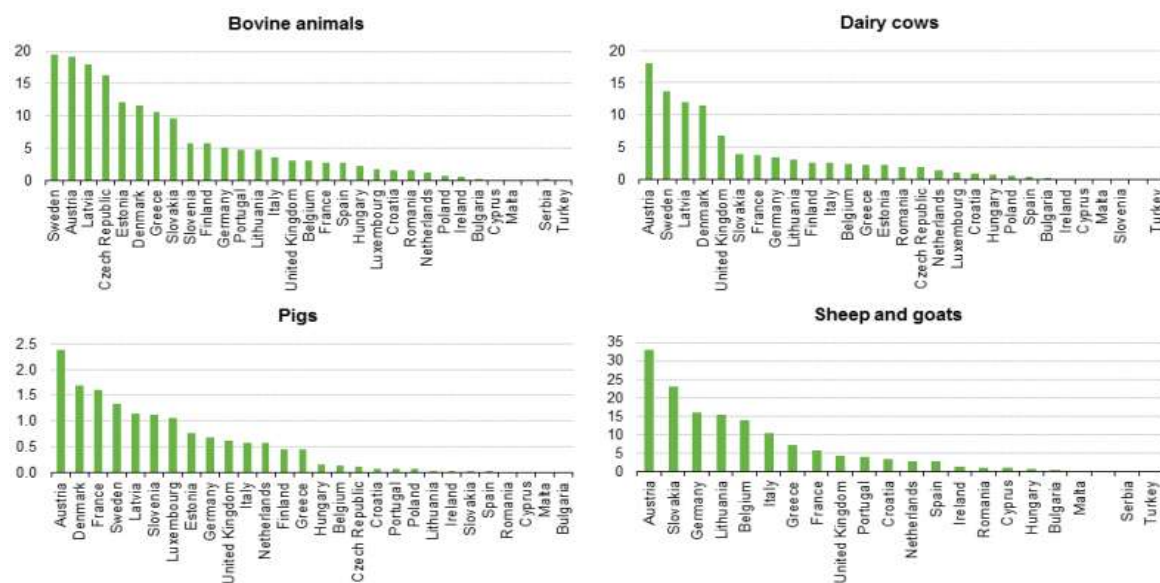 Bovine animals
20
15
10
5
0
Sweden
Austria
Latvia
Czech Republic
Estonia
Denmark
Greece
Slovakia
Slovenia
Finland
Germany
Portugal
Lithuania
Italy
United Kingdom
Belgium
France
Spain
Hungary
Luxembourg
Croatia
Romania
Netherlands
Poland
Ireland
Bulgaria
Cyprus
Malta
Serbia
Turkey
Dairy cows
20
15
10
5
0
Austria
Sweden
Latvia
Denmark
United Kingdom
Slovakia
France
Germany
Lithuania
Finland
Italy
Belgium
Greece
Estonia
Romania
Czech Republic
Netherlands
Luxembourg
Croatia
Hungary
Poland
Spain
Bulgaria
Ireland
Cyprus
Malta
Slovenia
Turkey
Pigs
2.5
2.0
1.5
1.0
0.5
0.0
Austria
Denmark
France
Sweden
Latvia
Slovenia
Luxembourg
Estonia
Germany
United Kingdom
Italy
Netherlands
Finland
Greece
Hungary
Belgium
Czech Republic
Croatia
Portugal
Poland
Lithuania
Ireland
Slovakia
Spain
Romania
Cyprus
Malta
Bulgaria
Sheep and goats
35
30
25
20
15
10
5
0
Austria
Slovakia
Germany
Lithuania
Belgium
Italy
Greece
France
United Kingdom
Portugal
Croatia
Netherlands
Spain
Ireland
Romania
Cyprus
Hungary
Bulgaria
Malta
Serbia
Turkey